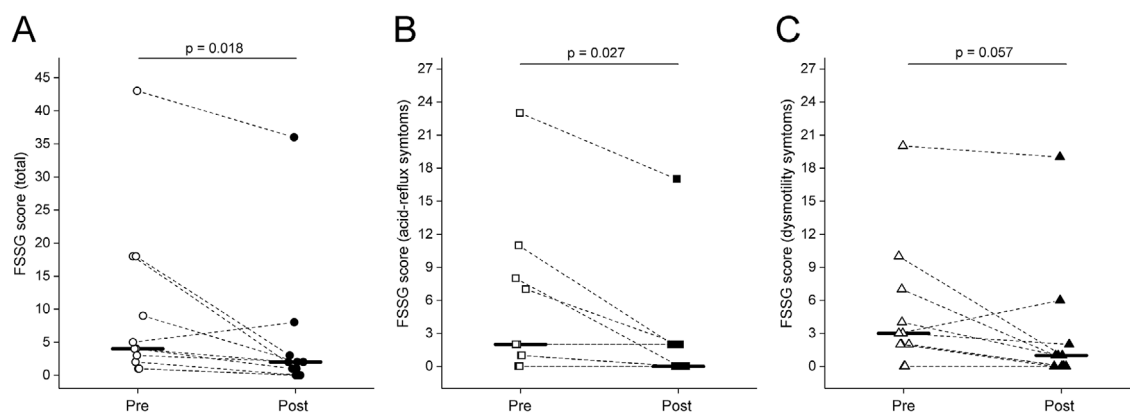 A
p = 0.018
FSSG score (total)
45
40
35
30
25
20
15
10
5
0
Pre
Post
B
p = 0.027
FSSG score (acid-reflux symtoms)
27
24
21
18
15
12
9
6
3
0
Pre
Post
C
p = 0.057
FSSG score (dysmotility symtoms)
27
24
21
18
15
12
9
6
3
0
Pre
Post